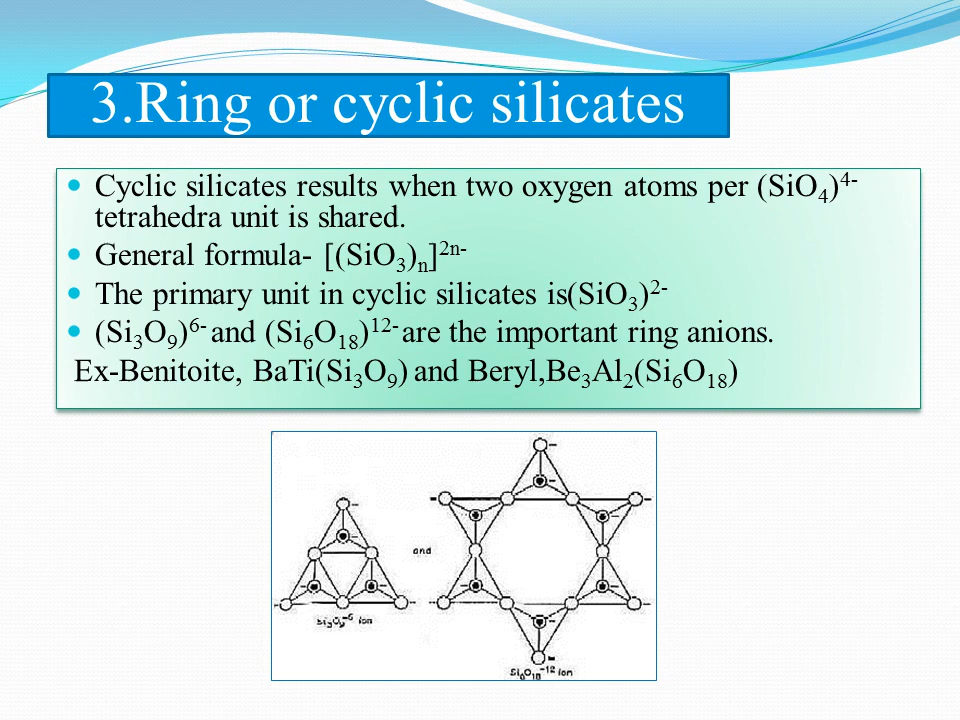 3.Ring or cyclic silicates
Cyclic silicates results when two oxygen atoms per (SiO₄)⁴⁻
tetrahedra unit is shared.
General formula- [(SiO₃)ₙ]²ⁿ⁻
The primary unit in cyclic silicates is(SiO₃)²⁻
(Si₃O₉)⁶⁻ and (Si₆O₁₈)¹²⁻ are the important ring anions.
Ex-Benitoite, BaTi(Si₃O₉) and Beryl,Be₃Al₂(Si₆O₁₈)
and
Si₃O₉⁻⁶ ion
Si₆O₁₈⁻¹² ion